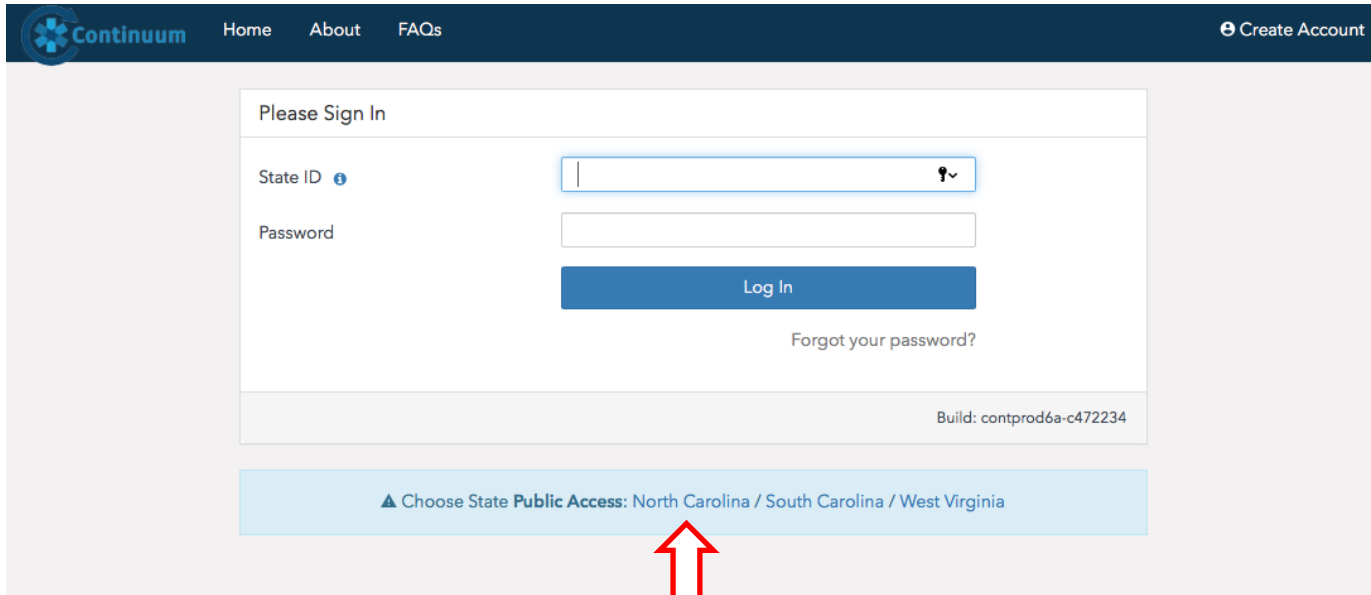 Continuum Home About FAQs Create Account
Please Sign In
State ID
Password
Log In
Forgot your password?
Build: contprod6a-c472234
Choose State Public Access: North Carolina / South Carolina / West Virginia